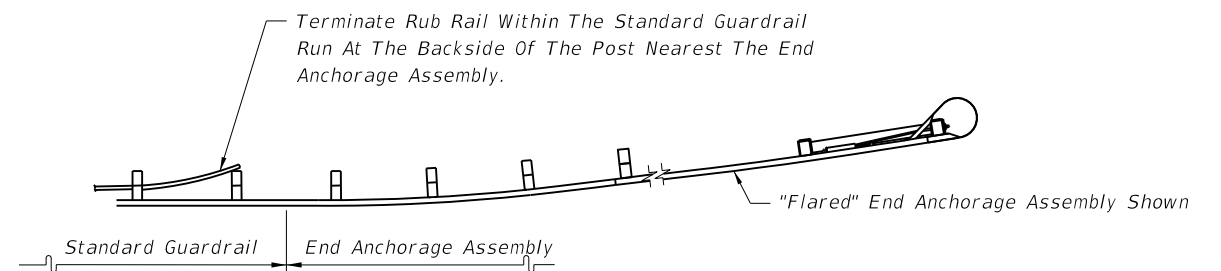 Terminate Rub Rail Within The Standard Guardrail
Run At The Backside Of The Post Nearest The End
Anchorage Assembly.
"Flared" End Anchorage Assembly Shown
Standard Guardrail
End Anchorage Assembly